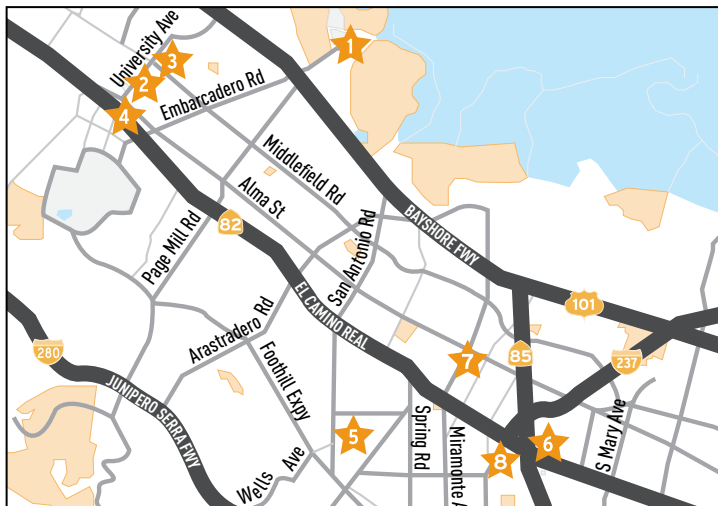 University Ave
3
1
2
4
Embarcadero Rd
Middlefield Rd
Alma St
82
Page Mill Rd
San Antonio Rd
BAYSHORE FWY
101
EL CAMINO REAL
Arastradero Rd
280
JUNIPERO SERRA FWY
Foothill Expy
7
85
237
5
Spring Rd
Miramonte A
8
6
S Mary Ave
Wells Ave